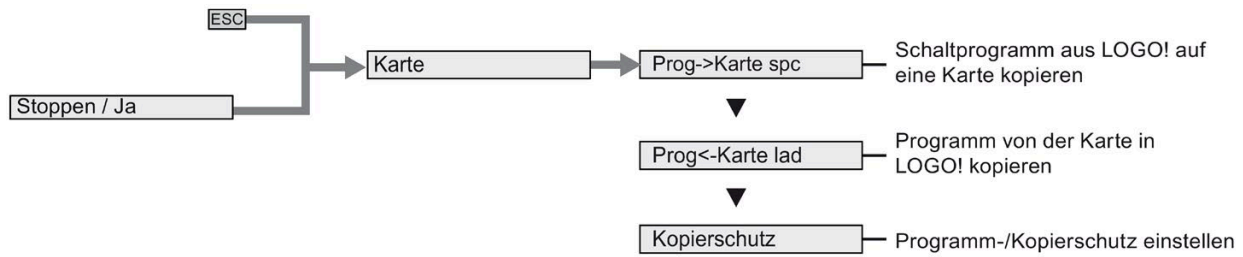 ESC
Stoppen / Ja
Karte
Prog->Karte spc
Schaltprogramm aus LOGO! auf
eine Karte kopieren
Prog<-Karte lad
Programm von der Karte in
LOGO! kopieren
Kopierschutz
Programm-/Kopierschutz einstellen